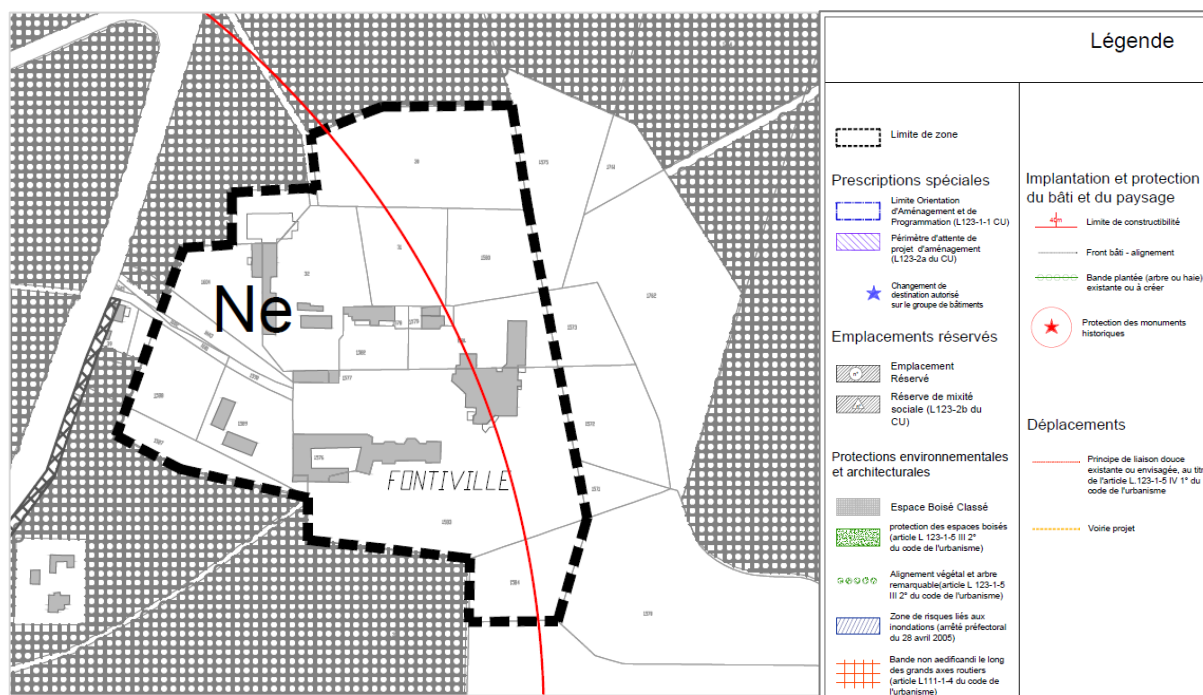 Ne
FONTIVILLE
Légende
Limite de zone
Prescriptions spéciales
Limite Orientation
d'Aménagement et de
Programmation (L123-1-1 CU)
Périmètre d'attente de
projet d'aménagement
(L123-2a du CU)
Changement de
destination autorisé
sur le groupe de bâtiments
Emplacements réservés
n°
Emplacement
Réservé
Réserve de mixité
sociale (L123-2b du
CU)
Protections environnementales
et architecturales
Espace Boisé Classé
protection des espaces boisés
(article L 123-1-5 III 2°
du code de l'urbanisme)
Alignement végétal et arbre
remarquable(article L 123-1-5
III 2° du code de l'urbanisme)
Zone de risques liés aux
inondations (arrêté préfectoral
du 28 avril 2005)
Bande non aedificandi le long
des grands axes routiers
(article L111-1-4 du code de
l'urbanisme)
Implantation et protection
du bâti et du paysage
Limite de constructibilité
Front bâti - alignement
Bande plantée (arbre ou haie)
existante ou à créer
Protection des monuments
historiques
Déplacements
Principe de liaison douce
existante ou envisagée, au titr
de l'article L.123-1-5 IV 1° du
code de l'urbanisme
Voirie projet